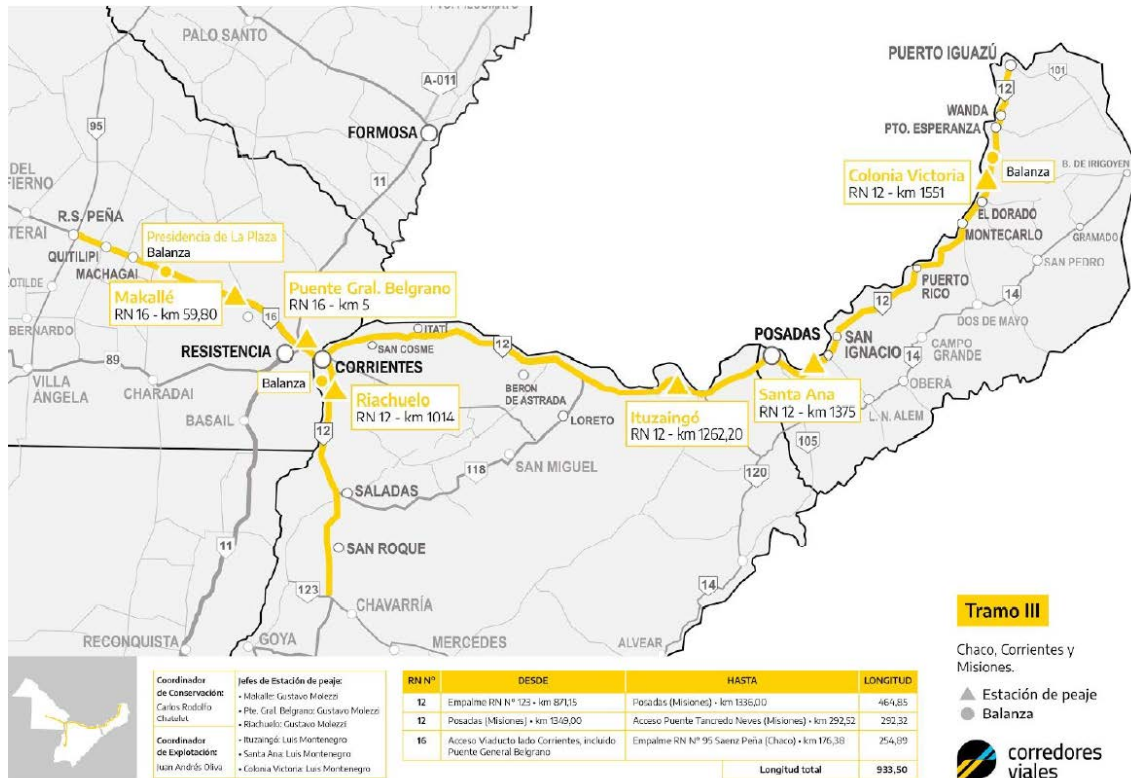 PALO SANTO
A-011
PUERTO IGUAZÚ
101
12
WANDA
PTO. ESPERANZA
95
FORMOSA
11
Colonia Victoria
RN 12 - km 1551
Balanza
B. DE IRIGOYEN
DEL
FIERNO
R.S. PEÑA
TERAI
EL DORADO
MONTECARLO
GRAMADO
Presidencia de La Plaza
Balanza
QUITILIPI
MACHAGAI
SAN PEDRO
Puente Gral. Belgrano
RN 16 - km 5
PUERTO
RICO
Makallé
RN 16 - km 59,80
16
12
14
BERNARDO
ITATÍ
SAN COSME
12
POSADAS
DOS DE MAYO
RESISTENCIA
CORRIENTES
SAN
IGNACIO
CAMPO
GRANDE
14
89
VILLA
ÁNGELA
CHARADAI
Balanza
Riachuelo
RN 12 - km 1014
BERON
DE ASTRADA
Ituzaingó
RN 12 - km 1262,20
Santa Ana
RN 12 - km 1375
OBERÁ
L. N. ALEM
BASAIL
LORETO
12
105
SAN MIGUEL
118
120
SALADAS
11
SAN ROQUE
123
14
CHAVARRÍA
RECONQUISTA
GOYA
MERCEDES
ALVEAR
Tramo III
Chaco, Corrientes y
Misiones.
Estación de peaje
Balanza
corredores
viales
Coordinador
de Conservación:
Carlos Rodolfo
Chatelet
Coordinador
de Explotación:
Juan Andrés Oliva
Jefes de Estación de peaje:
• Makalle: Gustavo Molezzi
• Pte. Gral. Belgrano: Gustavo Molezzi
• Riachuelo: Gustavo Molezzi
• Ituzaingó: Luis Montenegro
• Santa Ana: Luis Montenegro
• Colonia Victoria: Luis Montenegro
RN Nº DESDE HASTA LONGITUD
12 Empalme RN Nº 123 • km 871,15 Posadas (Misiones) • km 1336,00 464,85
12 Posadas (Misiones) • km 1349,00 Acceso Puente Tancredo Neves (Misiones) • km 292,52 292,32
16 Acceso Viaducto lado Corrientes, incluido Puente General Belgrano Empalme RN Nº 95 Saenz Peña (Chaco) • km 176,38 254,89
Longitud total 933,50